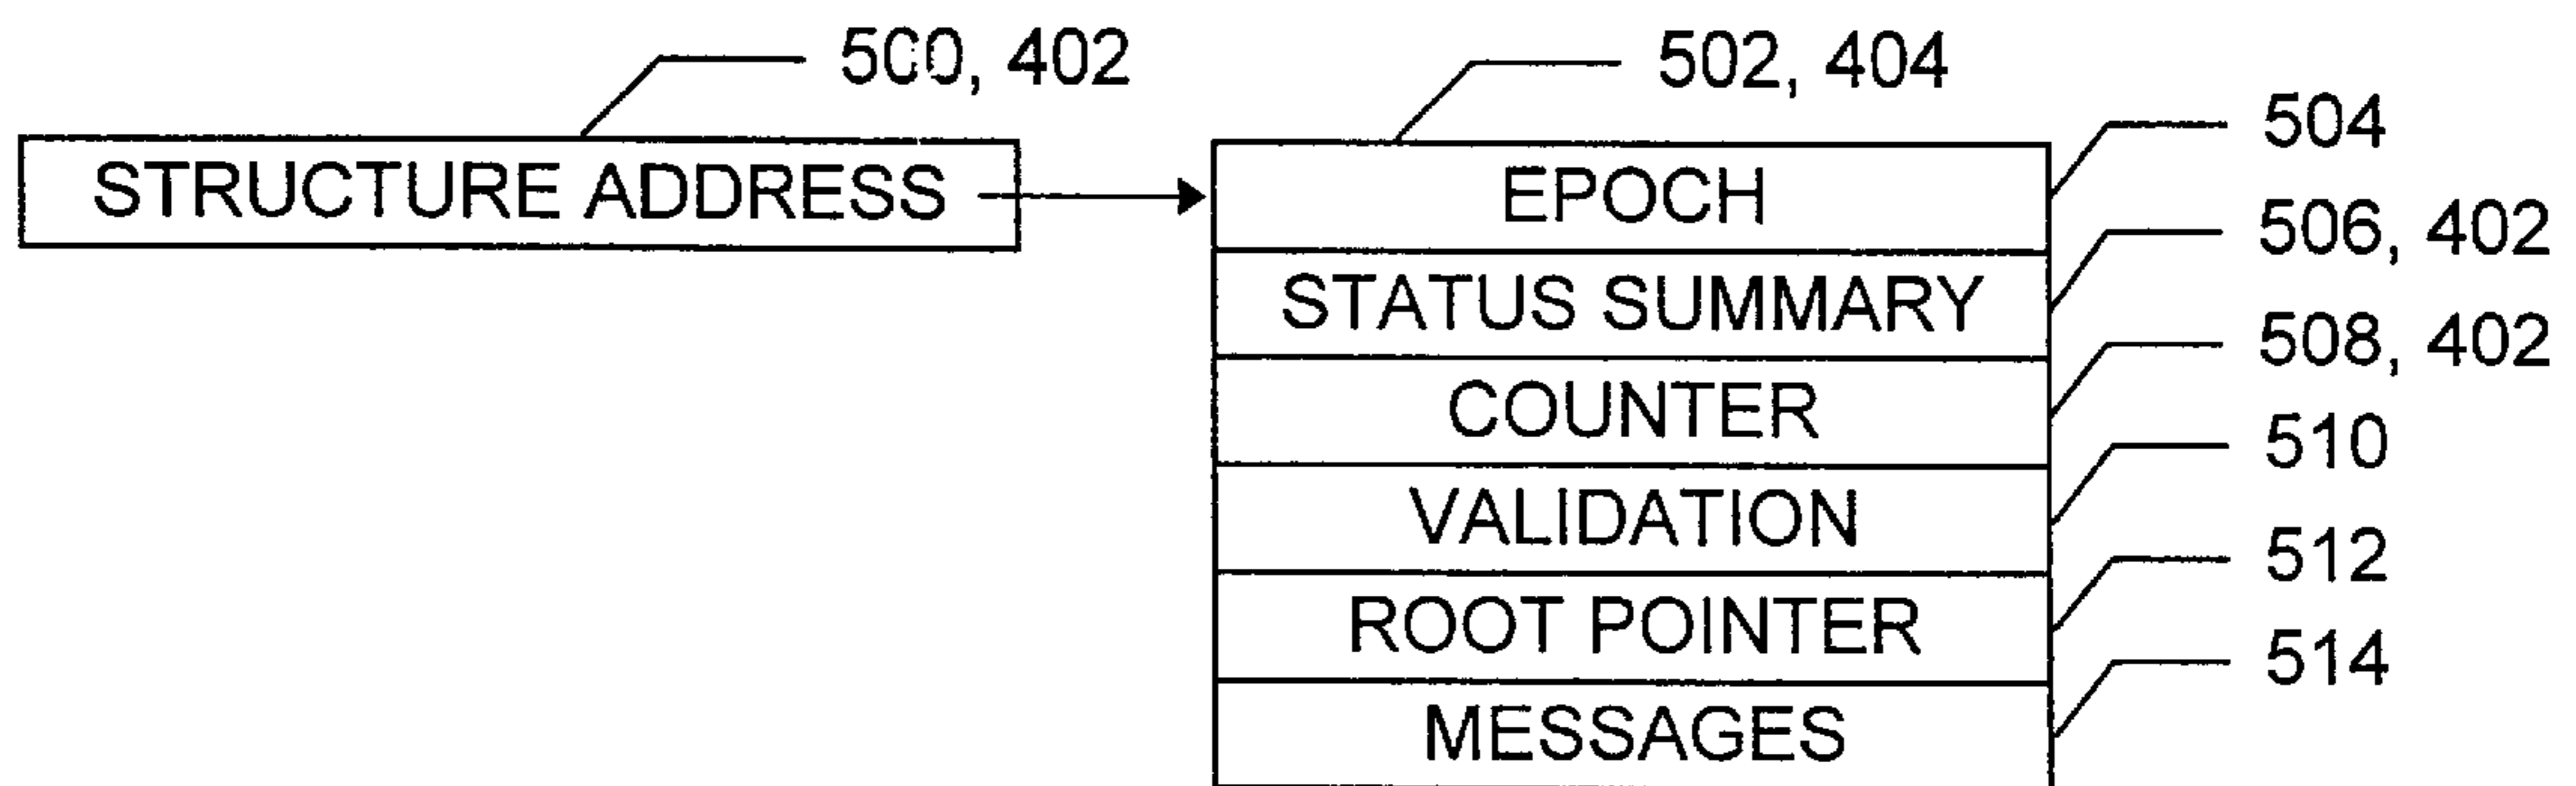 500, 402
502, 404
STRUCTURE ADDRESS
EPOCH
504
STATUS SUMMARY
506, 402
COUNTER
508, 402
VALIDATION
510
ROOT POINTER
512
MESSAGES
514